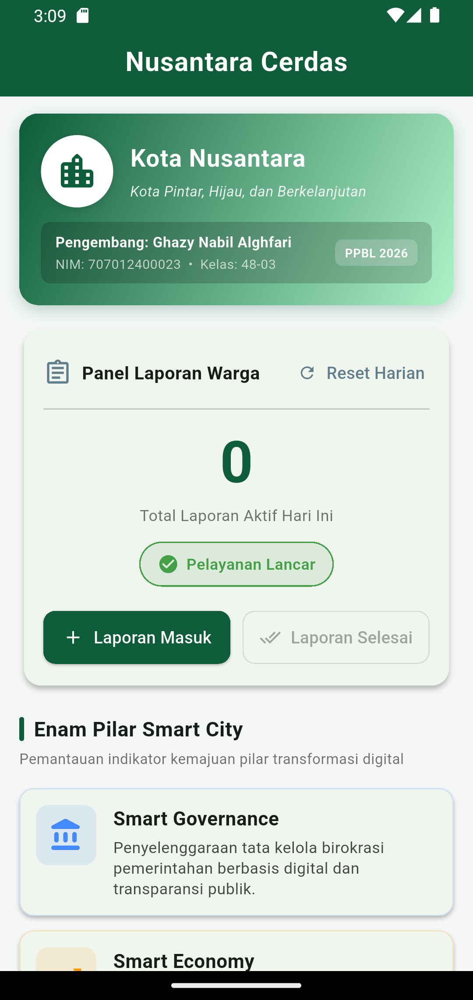 3:09
Nusantara Cerdas
Kota Nusantara
Kota Pintar, Hijau, dan Berkelanjutan
Pengembang: Ghazy Nabil Alghfari
NIM: 707012400023 • Kelas: 48-03
PPBL 2026
Panel Laporan Warga
Reset Harian
0
Total Laporan Aktif Hari Ini
Pelayanan Lancar
Laporan Masuk
Laporan Selesai
Enam Pilar Smart City
Pemantauan indikator kemajuan pilar transformasi digital
Smart Governance
Penyelenggaraan tata kelola birokrasi
pemerintahan berbasis digital dan
transparansi publik.
Smart Economy